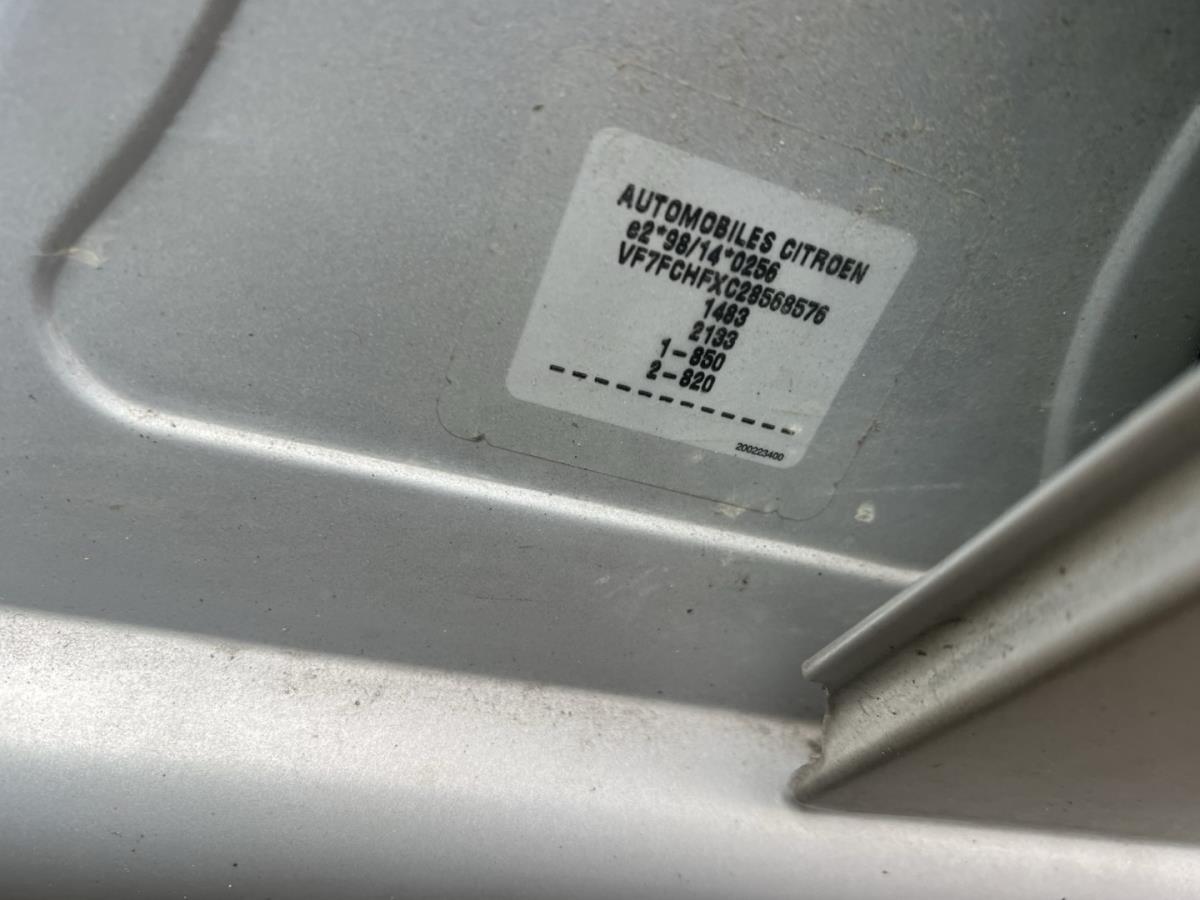 AUTOMOBILES CITROEN
e2*98/14*0256
VF7FCHFXC28568576
1483
2133
1-850
2-820
200223400